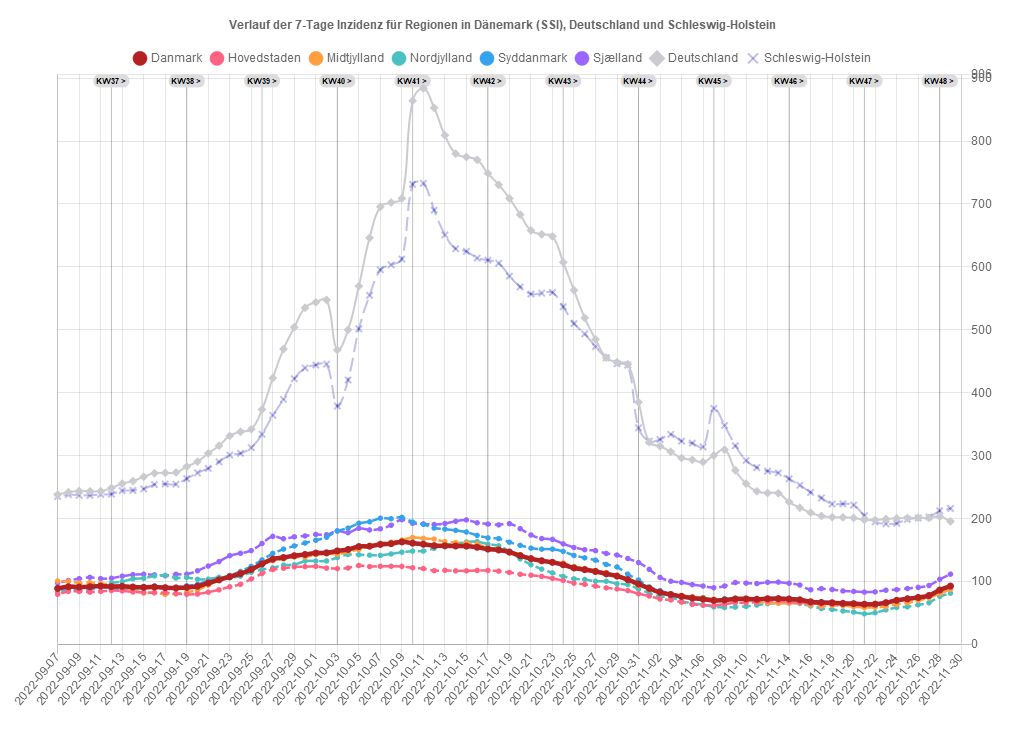 Verlauf der 7-Tage Inzidenz für Regionen in Dänemark (SSI), Deutschland und Schleswig-Holstein
Danmark Hovedstaden Midtjylland Nordjylland Syddanmark Sjælland Deutschland Schleswig-Holstein
KW37 > KW38 > KW39 > KW40 > KW41 > KW42 > KW43 > KW44 > KW45 > KW46 > KW47 > KW48 >
906
900
800
700
600
500
400
300
200
100
0
2022-09-07 2022-09-09 2022-09-11 2022-09-13 2022-09-15 2022-09-17 2022-09-19 2022-09-21 2022-09-23 2022-09-25 2022-09-27 2022-09-29 2022-10-01 2022-10-03 2022-10-05 2022-10-07 2022-10-09 2022-10-11 2022-10-13 2022-10-15 2022-10-17 2022-10-19 2022-10-21 2022-10-23 2022-10-25 2022-10-27 2022-10-29 2022-10-31 2022-11-02 2022-11-04 2022-11-06 2022-11-08 2022-11-10 2022-11-12 2022-11-14 2022-11-16 2022-11-18 2022-11-20 2022-11-22 2022-11-24 2022-11-26 2022-11-28 2022-11-30